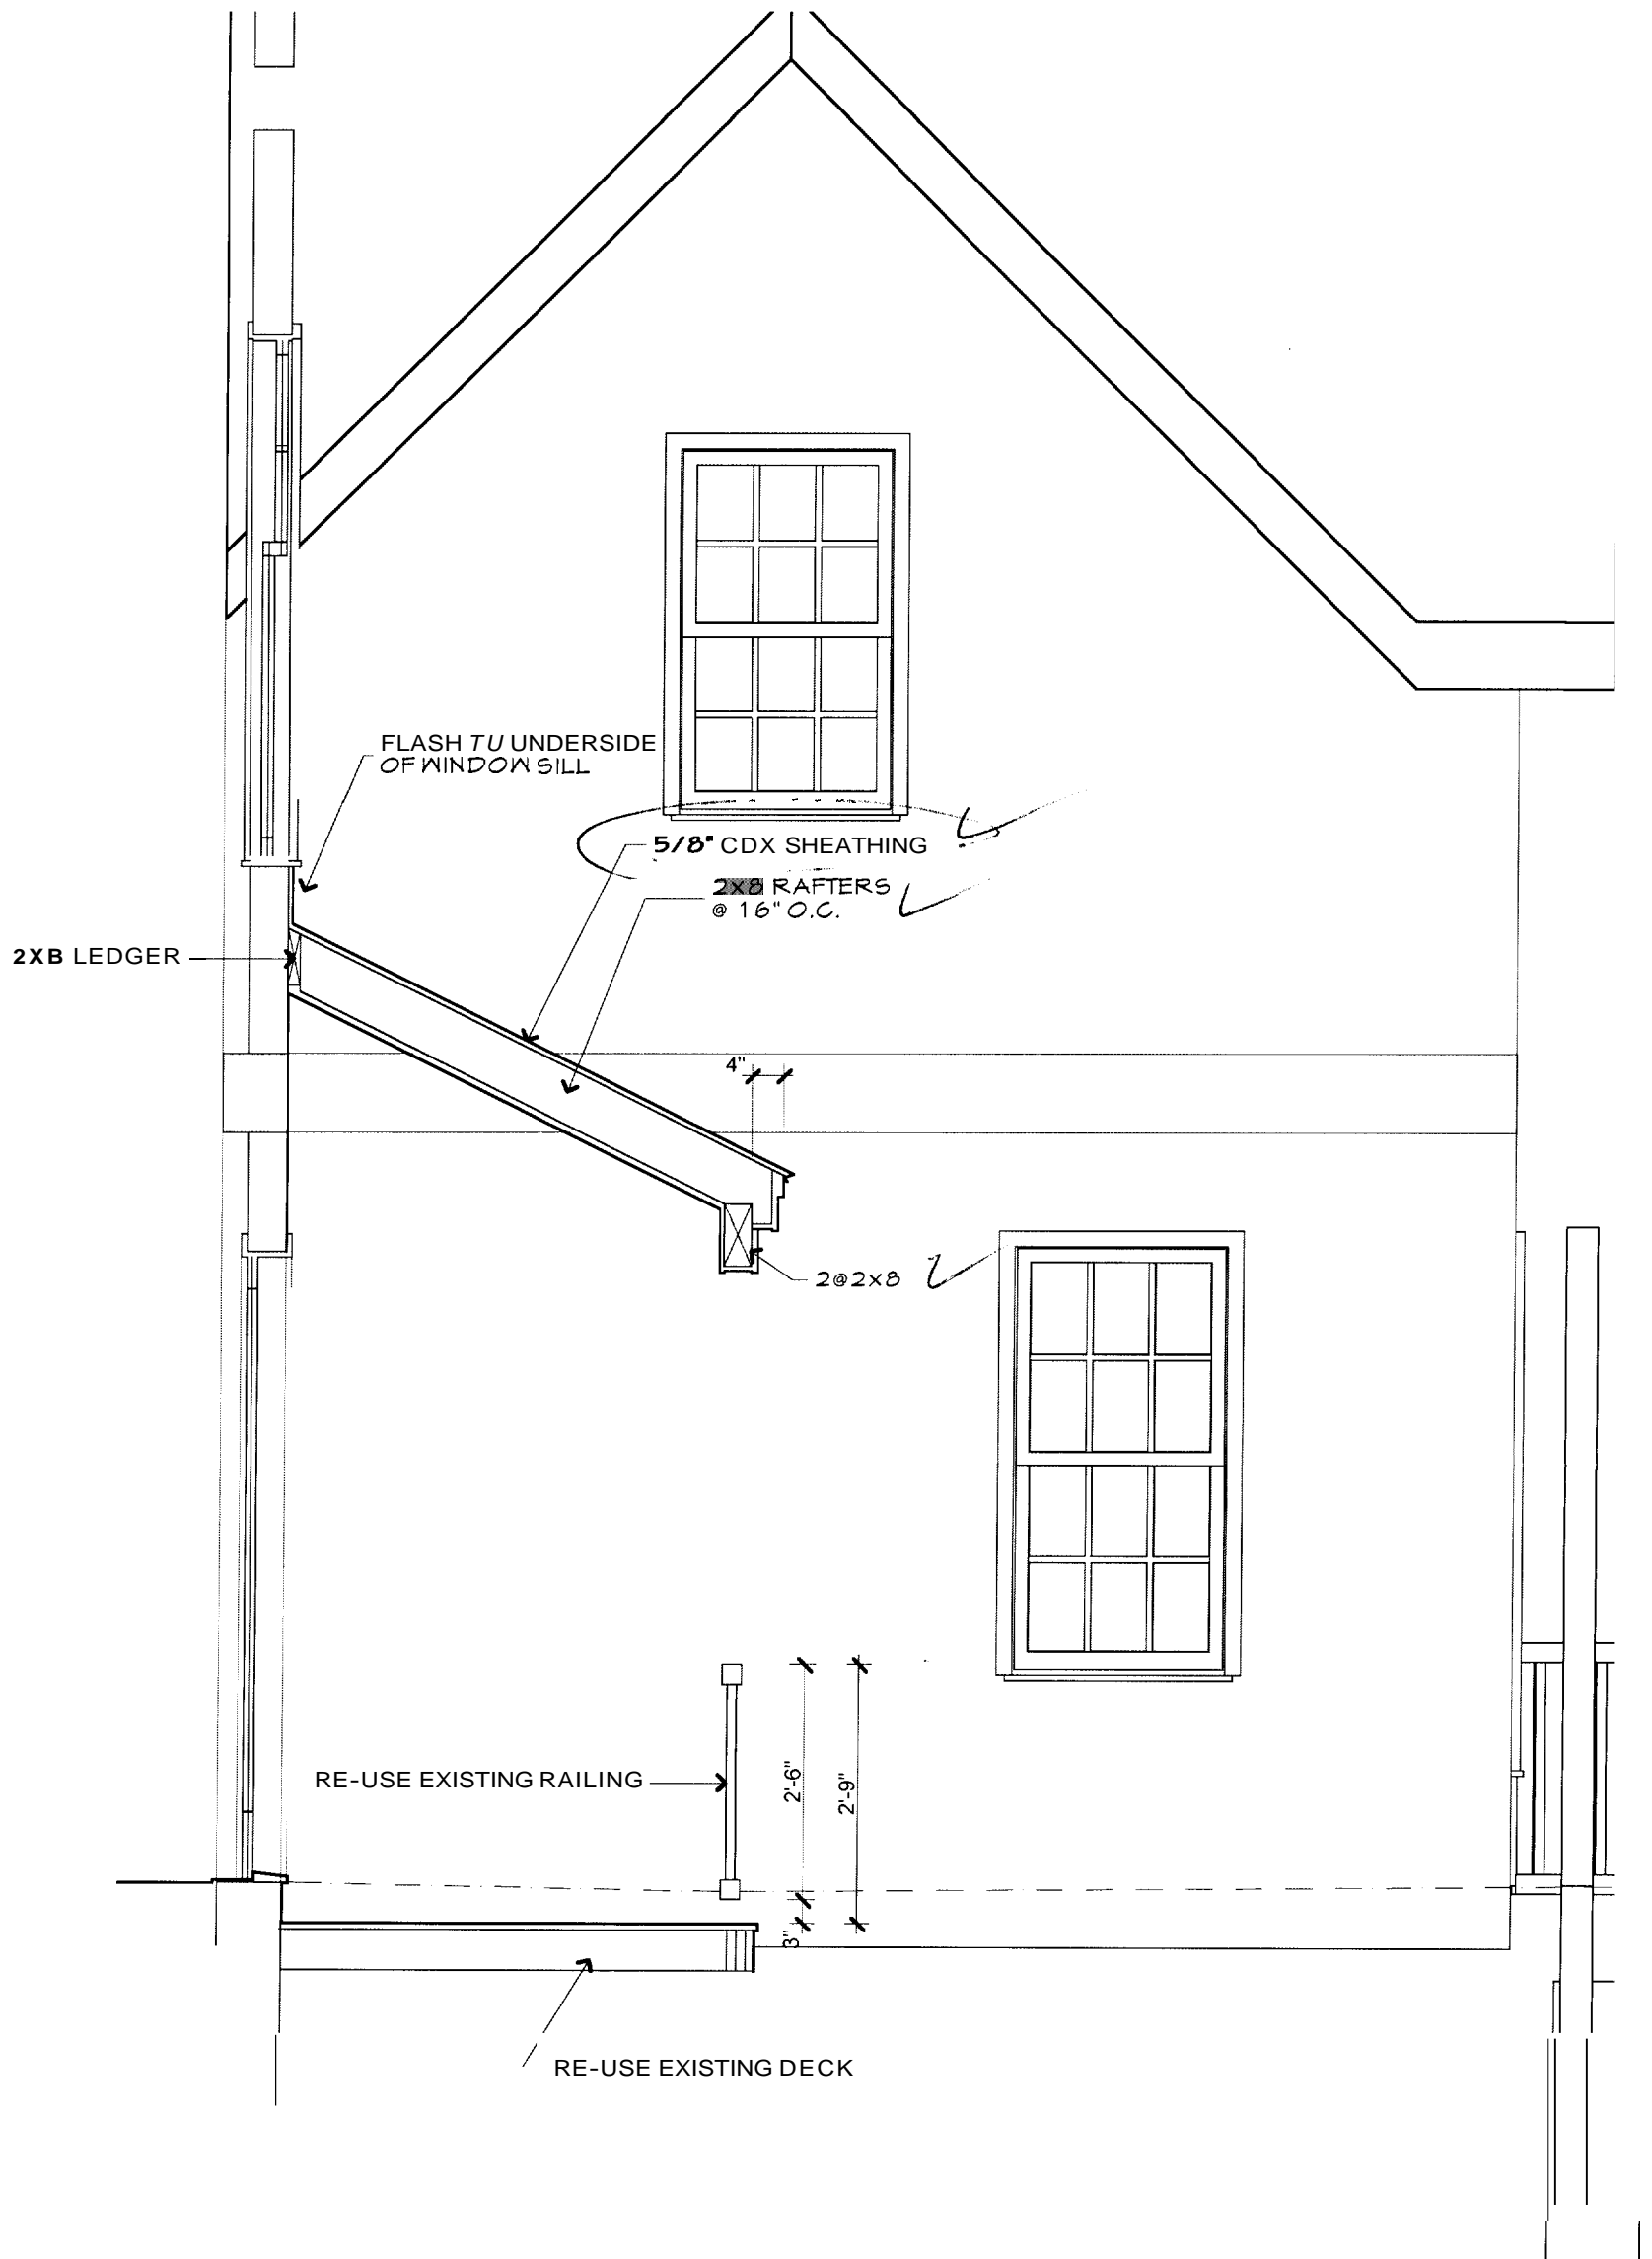 FLASH TU UNDERSIDE
OF WINDOW SILL
5/8" CDX SHEATHING
2x8 RAFTERS
@ 16" O.C.
2XB LEDGER
4"
2@2x8
RE-USE EXISTING RAILING
2'-6"
2'-9"
3"
RE-USE EXISTING DECK